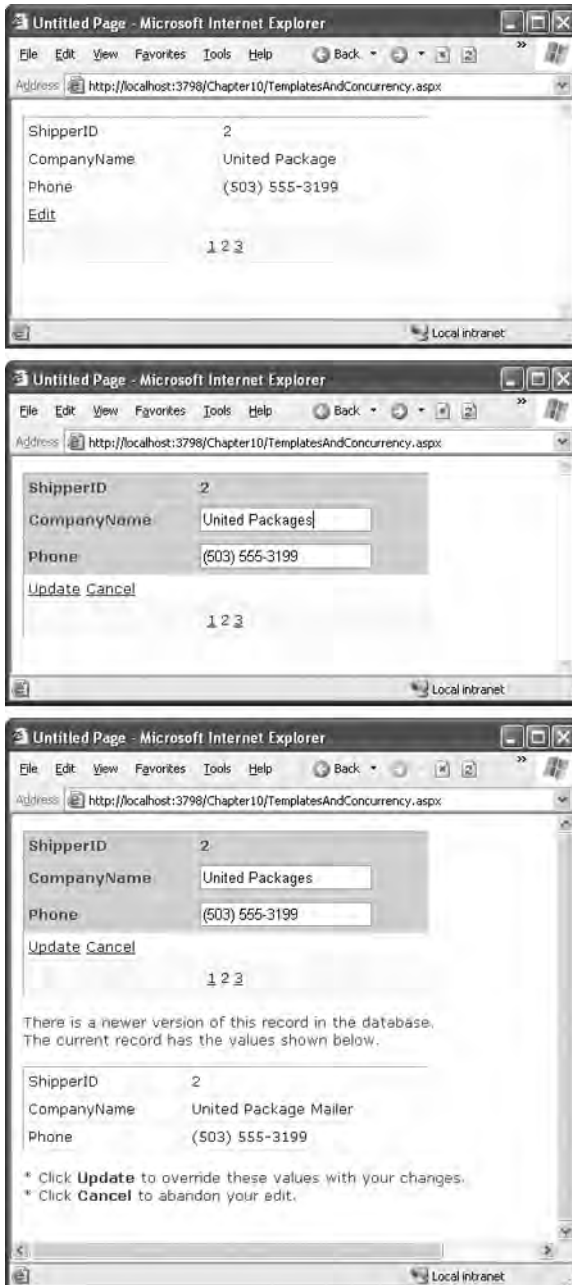 Untitled Page - Microsoft Internet Explorer
File Edit View Favorites Tools Help Back »
Address http://localhost:3798/Chapter10/TemplatesAndConcurrency.aspx
ShipperID 2
CompanyName United Package
Phone (503) 555-3199
Edit
1 2 3
Local intranet
Untitled Page - Microsoft Internet Explorer
File Edit View Favorites Tools Help Back »
Address http://localhost:3798/Chapter10/TemplatesAndConcurrency.aspx
ShipperID 2
CompanyName United Packages
Phone (503) 555-3199
Update Cancel
1 2 3
Local intranet
Untitled Page - Microsoft Internet Explorer
File Edit View Favorites Tools Help Back »
Address http://localhost:3798/Chapter10/TemplatesAndConcurrency.aspx
ShipperID 2
CompanyName United Packages
Phone (503) 555-3199
Update Cancel
1 2 3
There is a newer version of this record in the database.
The current record has the values shown below.
ShipperID 2
CompanyName United Package Mailer
Phone (503) 555-3199
* Click Update to override these values with your changes.
* Click Cancel to abandon your edit.
Local intranet